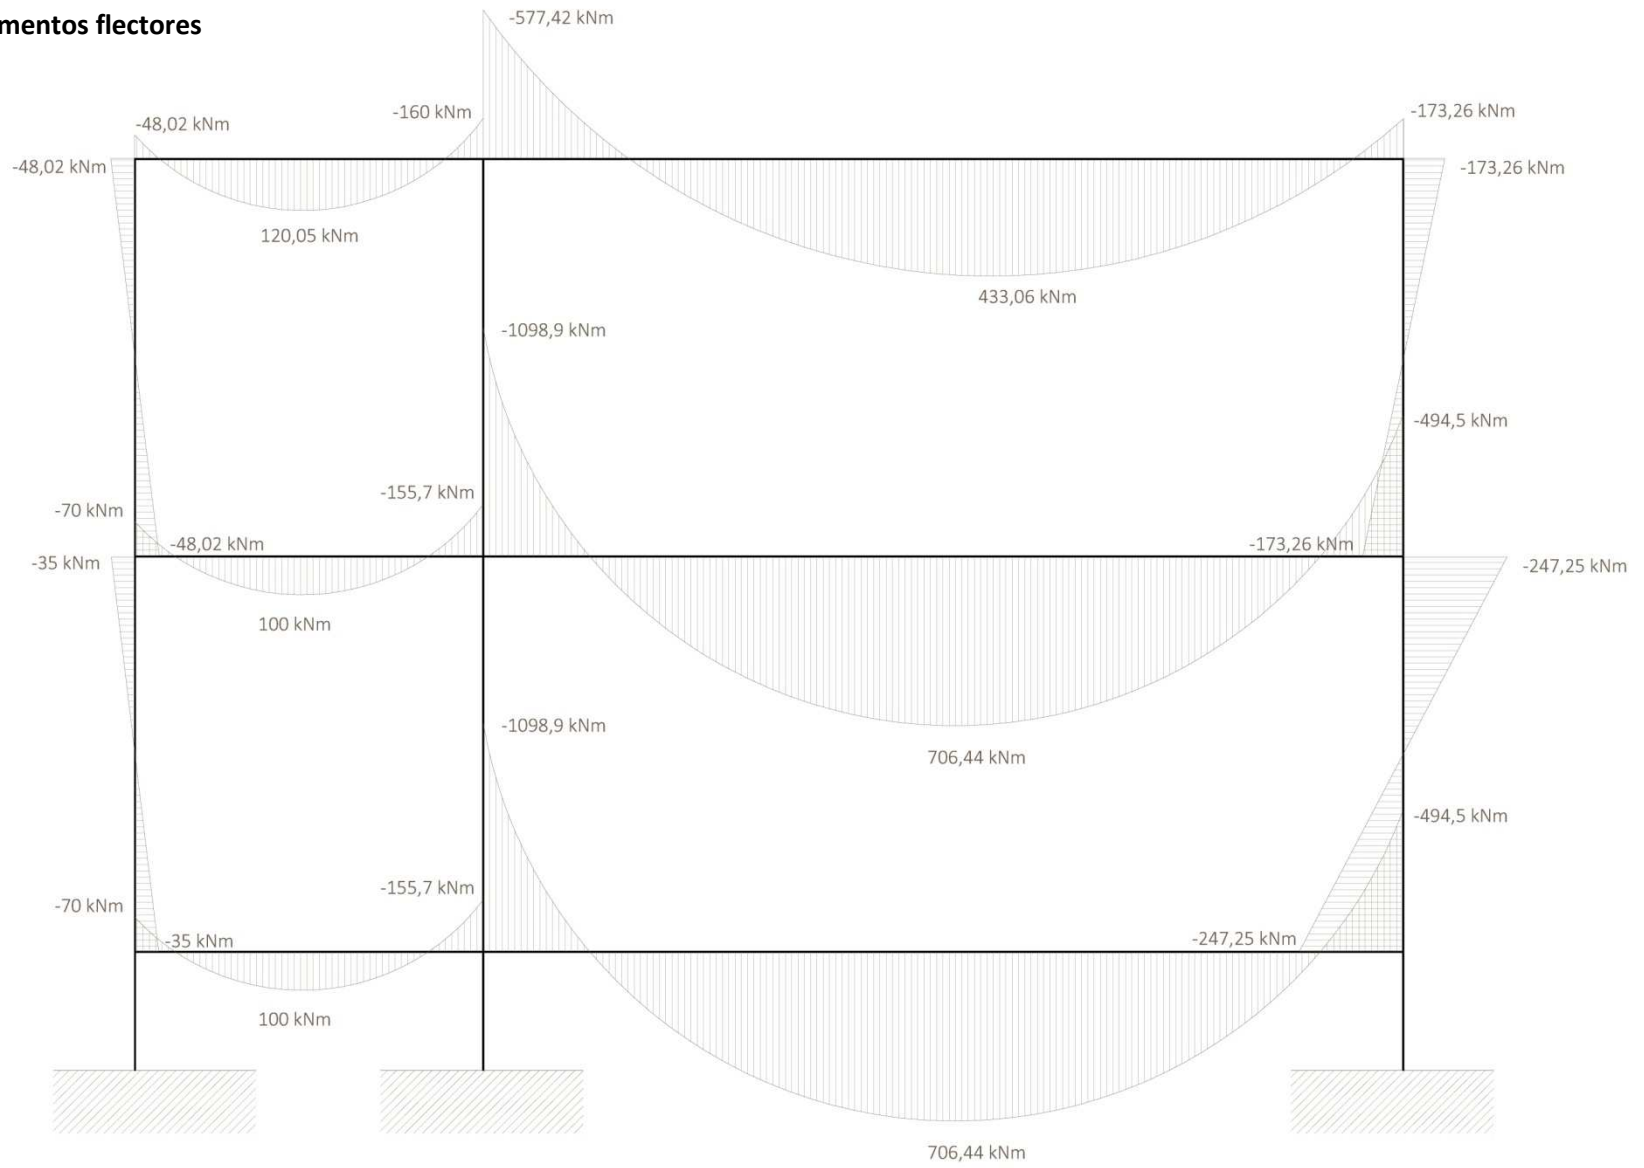 mentos flectores
-577,42 kNm
-48,02 kNm
-160 kNm
-173,26 kNm
-48,02 kNm
-173,26 kNm
120,05 kNm
433,06 kNm
-1098,9 kNm
-494,5 kNm
-155,7 kNm
-70 kNm
-48,02 kNm
-173,26 kNm
-35 kNm
-247,25 kNm
100 kNm
-1098,9 kNm
706,44 kNm
-494,5 kNm
-155,7 kNm
-70 kNm
-35 kNm
-247,25 kNm
100 kNm
706,44 kNm